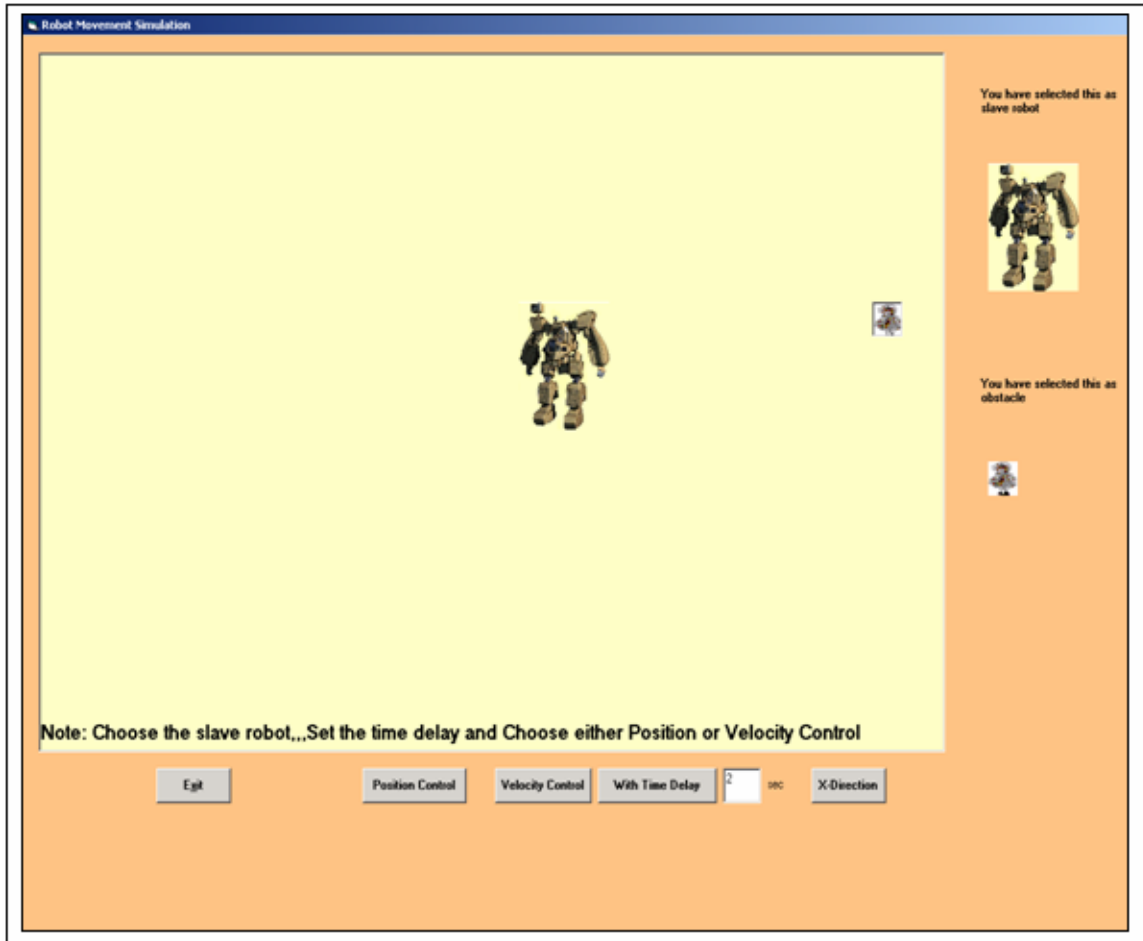 Robot Movement Simulation
You have selected this as
slave robot
You have selected this as
obstacle
Note: Choose the slave robot,,,Set the time delay and Choose either Position or Velocity Control
Exit
Position Control
Velocity Control
With Time Delay
2
sec
X-Direction